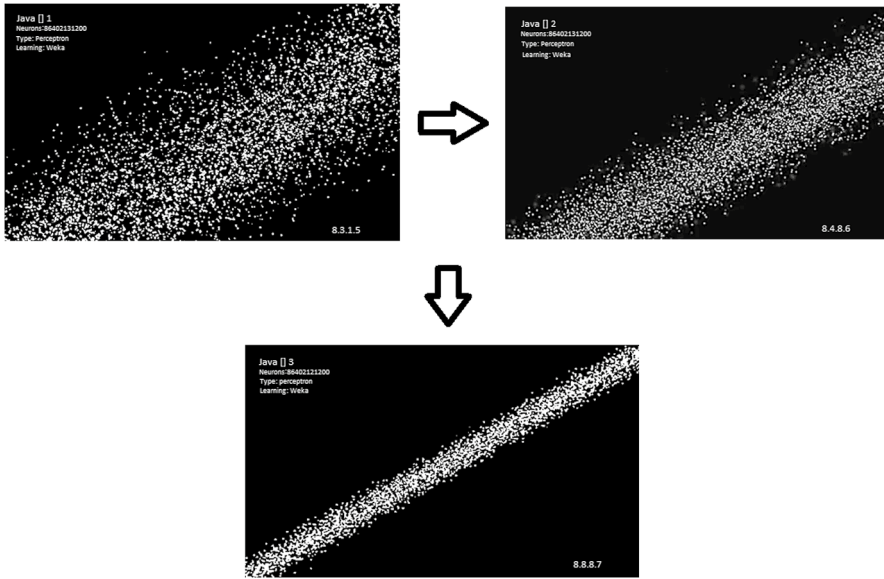 Java [] 1
Neurons:86402131200
Type: Perceptron
Learning: Weka
8.3.1.5
Java [] 2
Neurons:86402131200
Type: Perceptron
Learning: Weka
8.4.8.6
Java [] 3
Neurons:86402121200
Type: perceptron
Learning: Weka
8.8.8.7